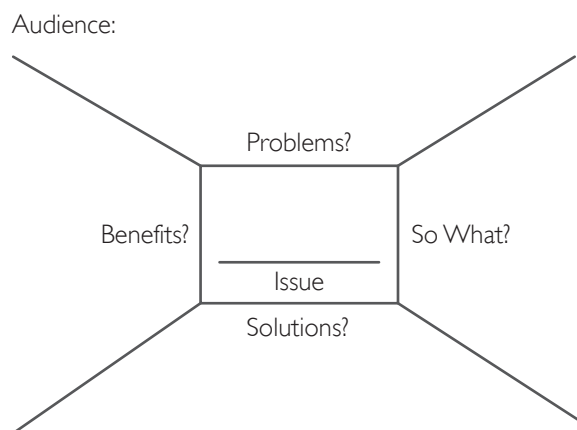 Audience:
Problems?
Benefits?
So What?
Issue
Solutions?